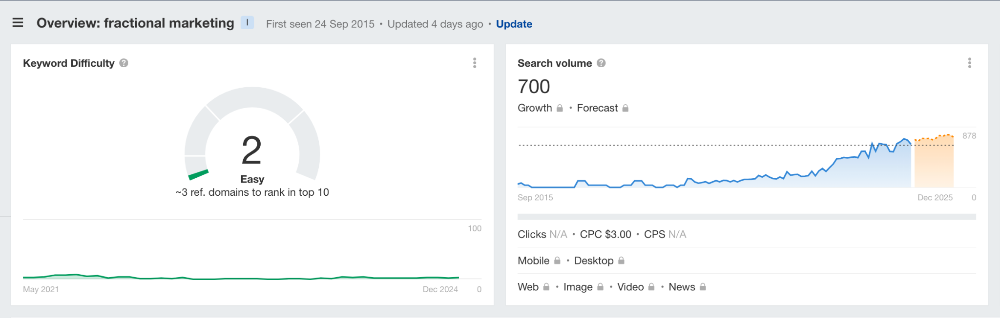 Overview: fractional marketing I First seen 24 Sep 2015 • Updated 4 days ago • Update
Keyword Difficulty ?
2
Easy
~3 ref. domains to rank in top 10
100
May 2021 Dec 2024 0
Search volume ?
700
Growth • Forecast
878
Sep 2015 Dec 2025 0
Clicks N/A • CPC $3.00 • CPS N/A
Mobile • Desktop
Web • Image • Video • News